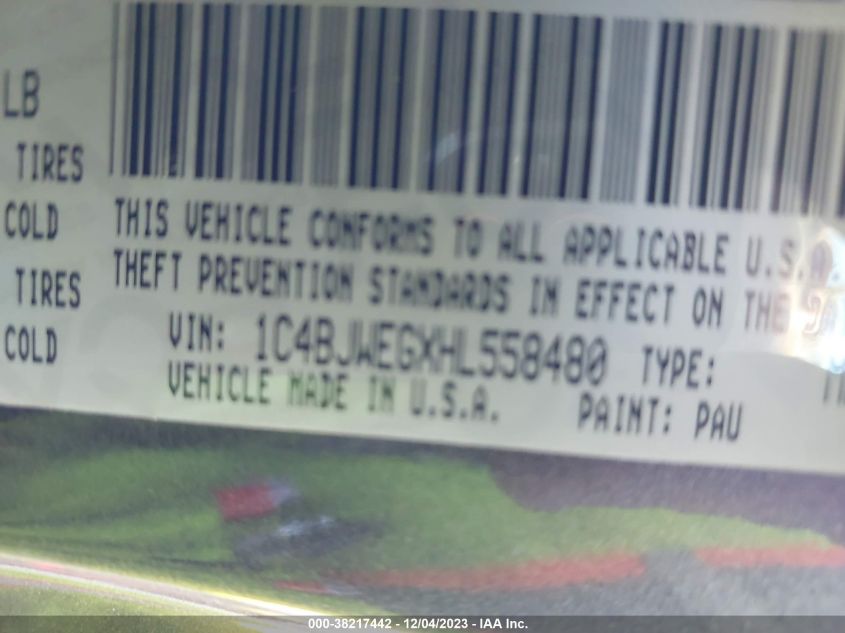 LB
TIRES
COLD
TIRES
COLD
THIS VEHICLE CONFORMS TO ALL APPLICABLE U.S.A.
THEFT PREVENTION STANDARDS IN EFFECT ON THE
VIN: 1C4BJWEGXHL558480 TYPE:
VEHICLE MADE IN U.S.A. PAINT: PAU
000-38217442 - 12/04/2023 - IAA Inc.